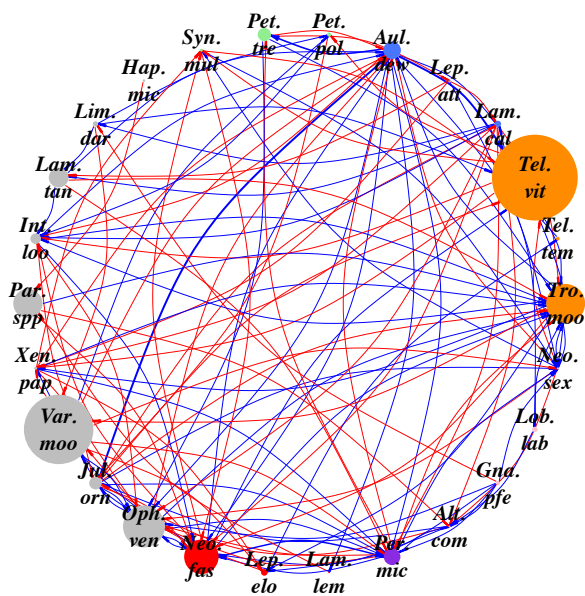 Pet.
tre
Pet.
pol
Aul.
dew
Lep.
att
Lam.
cal
Tel.
vit
Tel.
tem
Tro.
moo
Neo.
sex
Lob.
lab
Gna.
pfe
Alt.
com
Par.
mic
Lam.
lem
Lep.
elo
Neo.
fas
Oph.
ven
Jul.
orn
Var.
moo
Xen.
pap
Par.
spp
Int.
loo
Lam.
tan
Lim.
dar
Hap.
mic
Syn.
mul